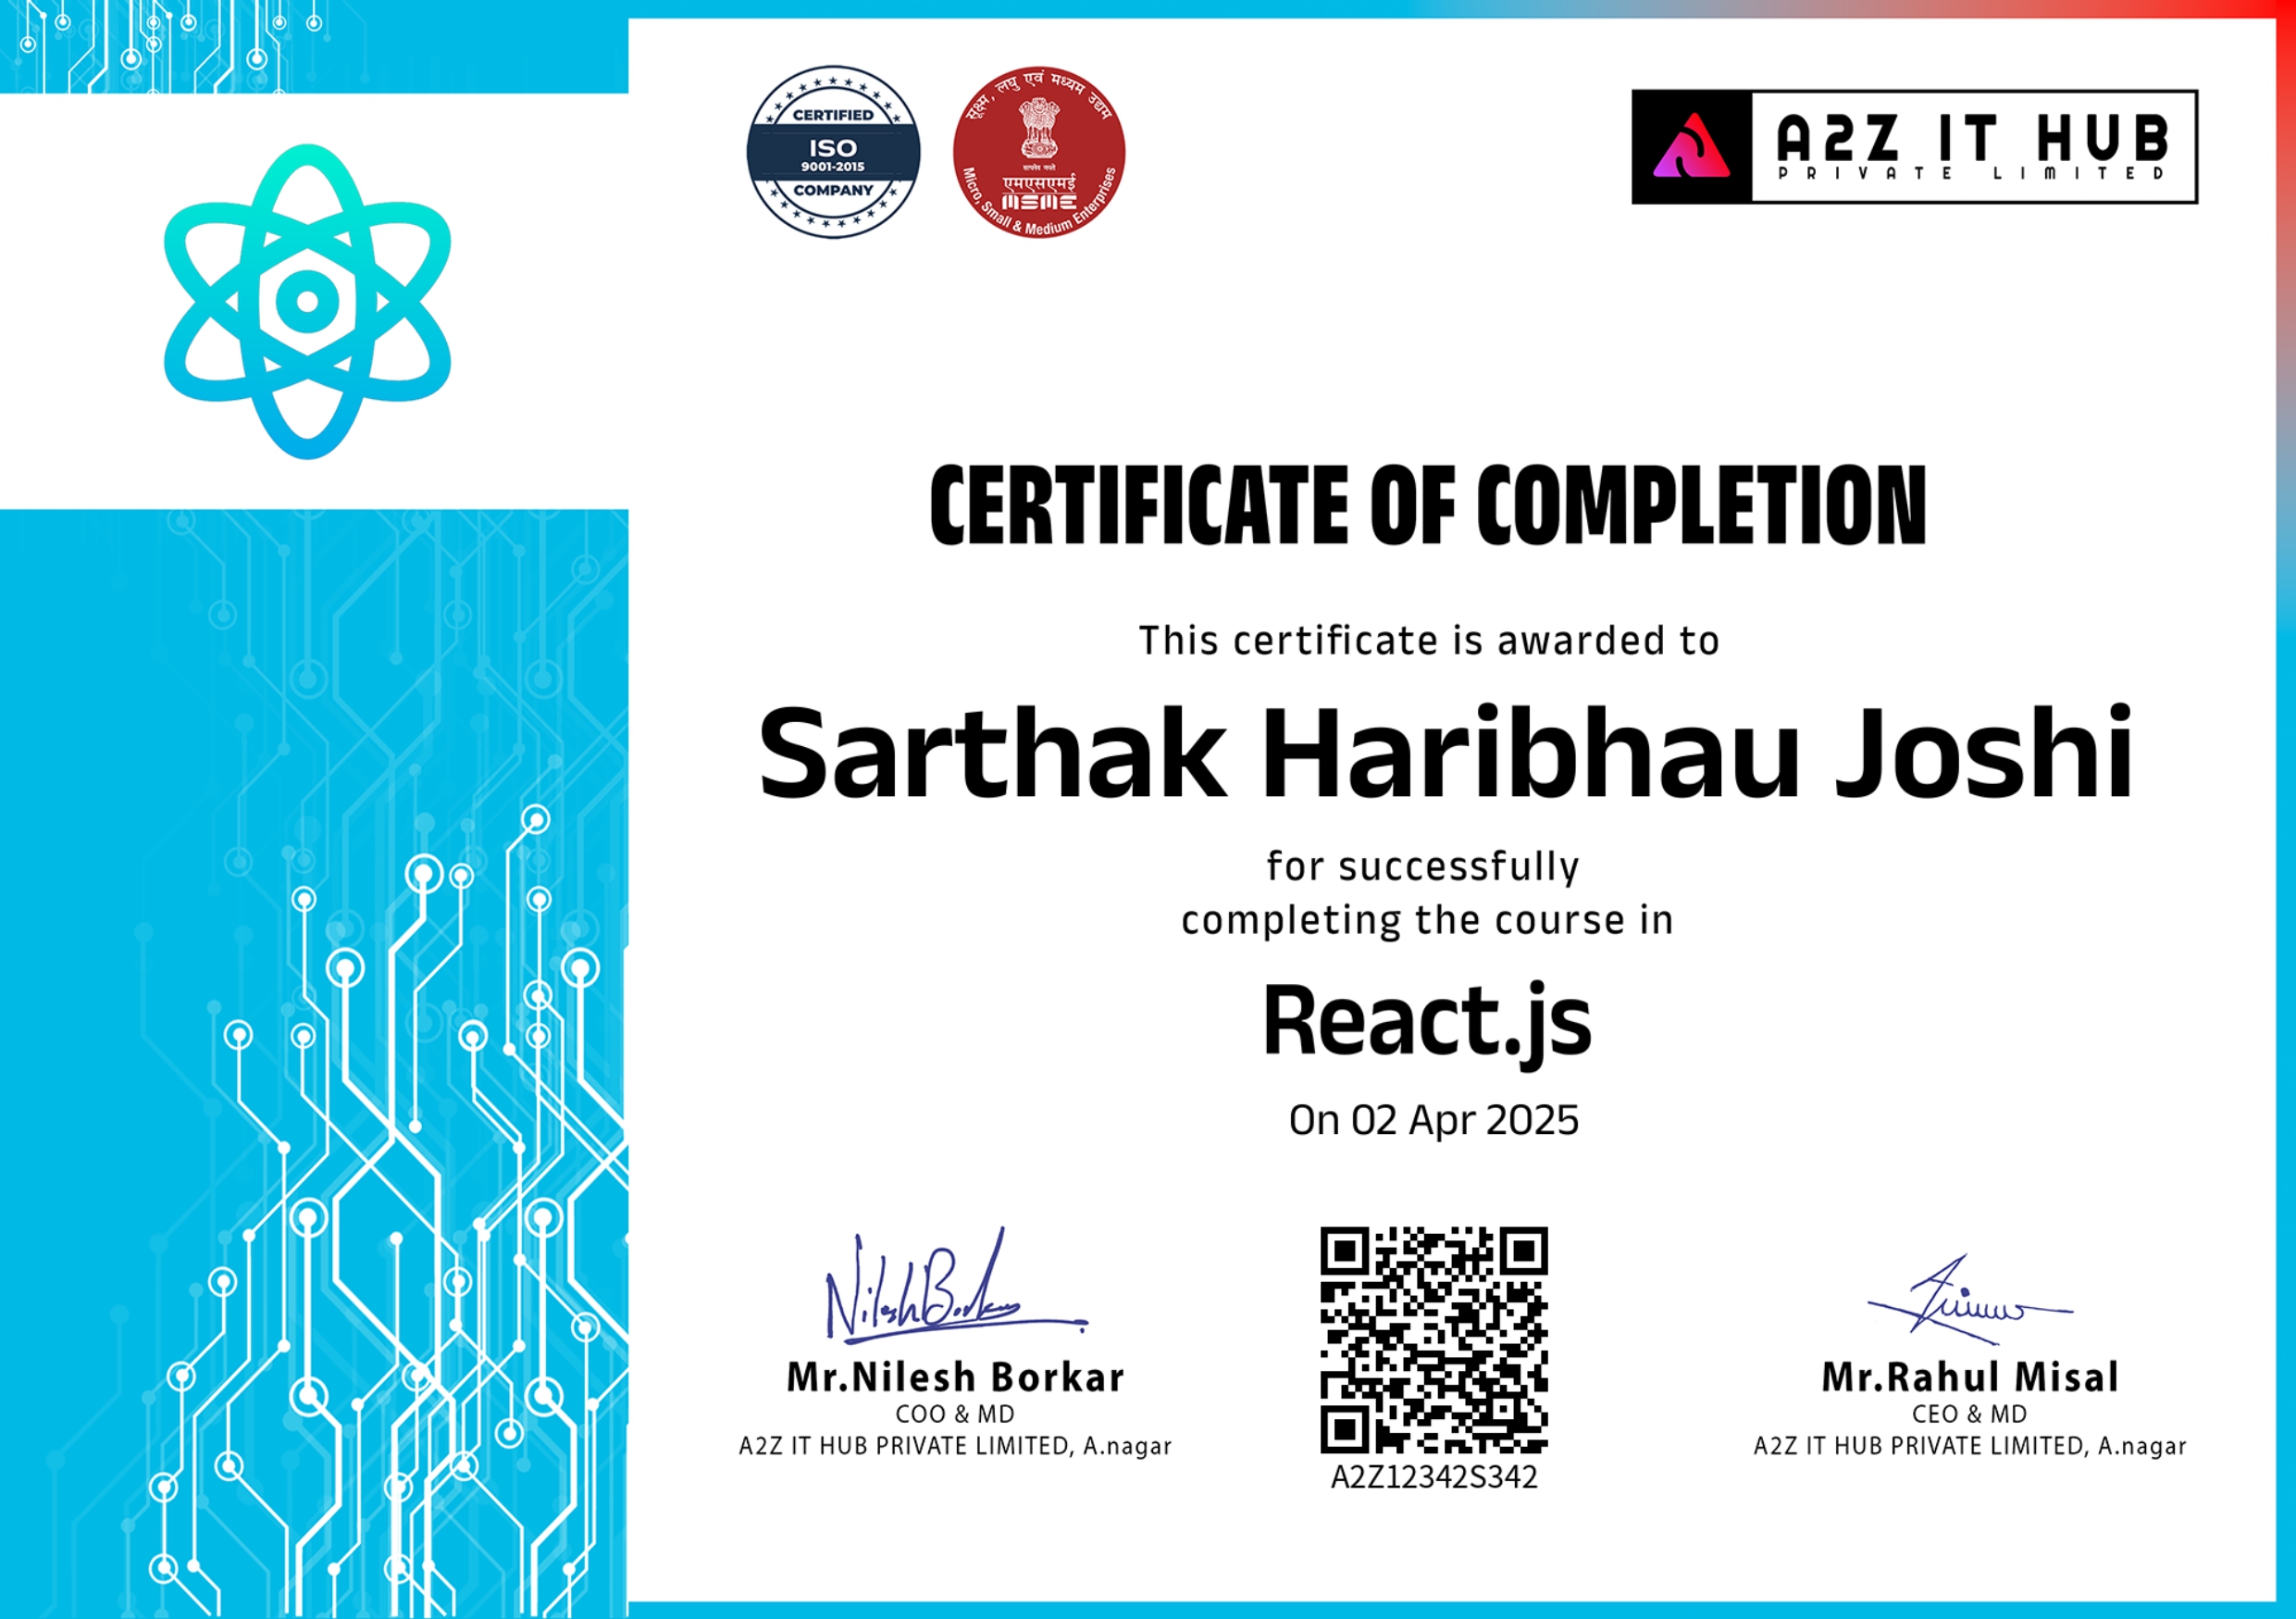 CERTIFIED
ISO
9001-2015
COMPANY
सूक्ष्म, लघु एवं मध्यम उद्यम
सत्यमेव जयते
एमएसएमई
MSME
Micro, Small & Medium Enterprises
A2Z IT HUB
PRIVATE LIMITED
CERTIFICATE OF COMPLETION
This certificate is awarded to
Sarthak Haribhau Joshi
for successfully
completing the course in
React.js
On 02 Apr 2025
Nilesh Borkar
Mr.Nilesh Borkar
COO & MD
A2Z IT HUB PRIVATE LIMITED, A.nagar
A2Z12342S342
Mr.Rahul Misal
CEO & MD
A2Z IT HUB PRIVATE LIMITED, A.nagar